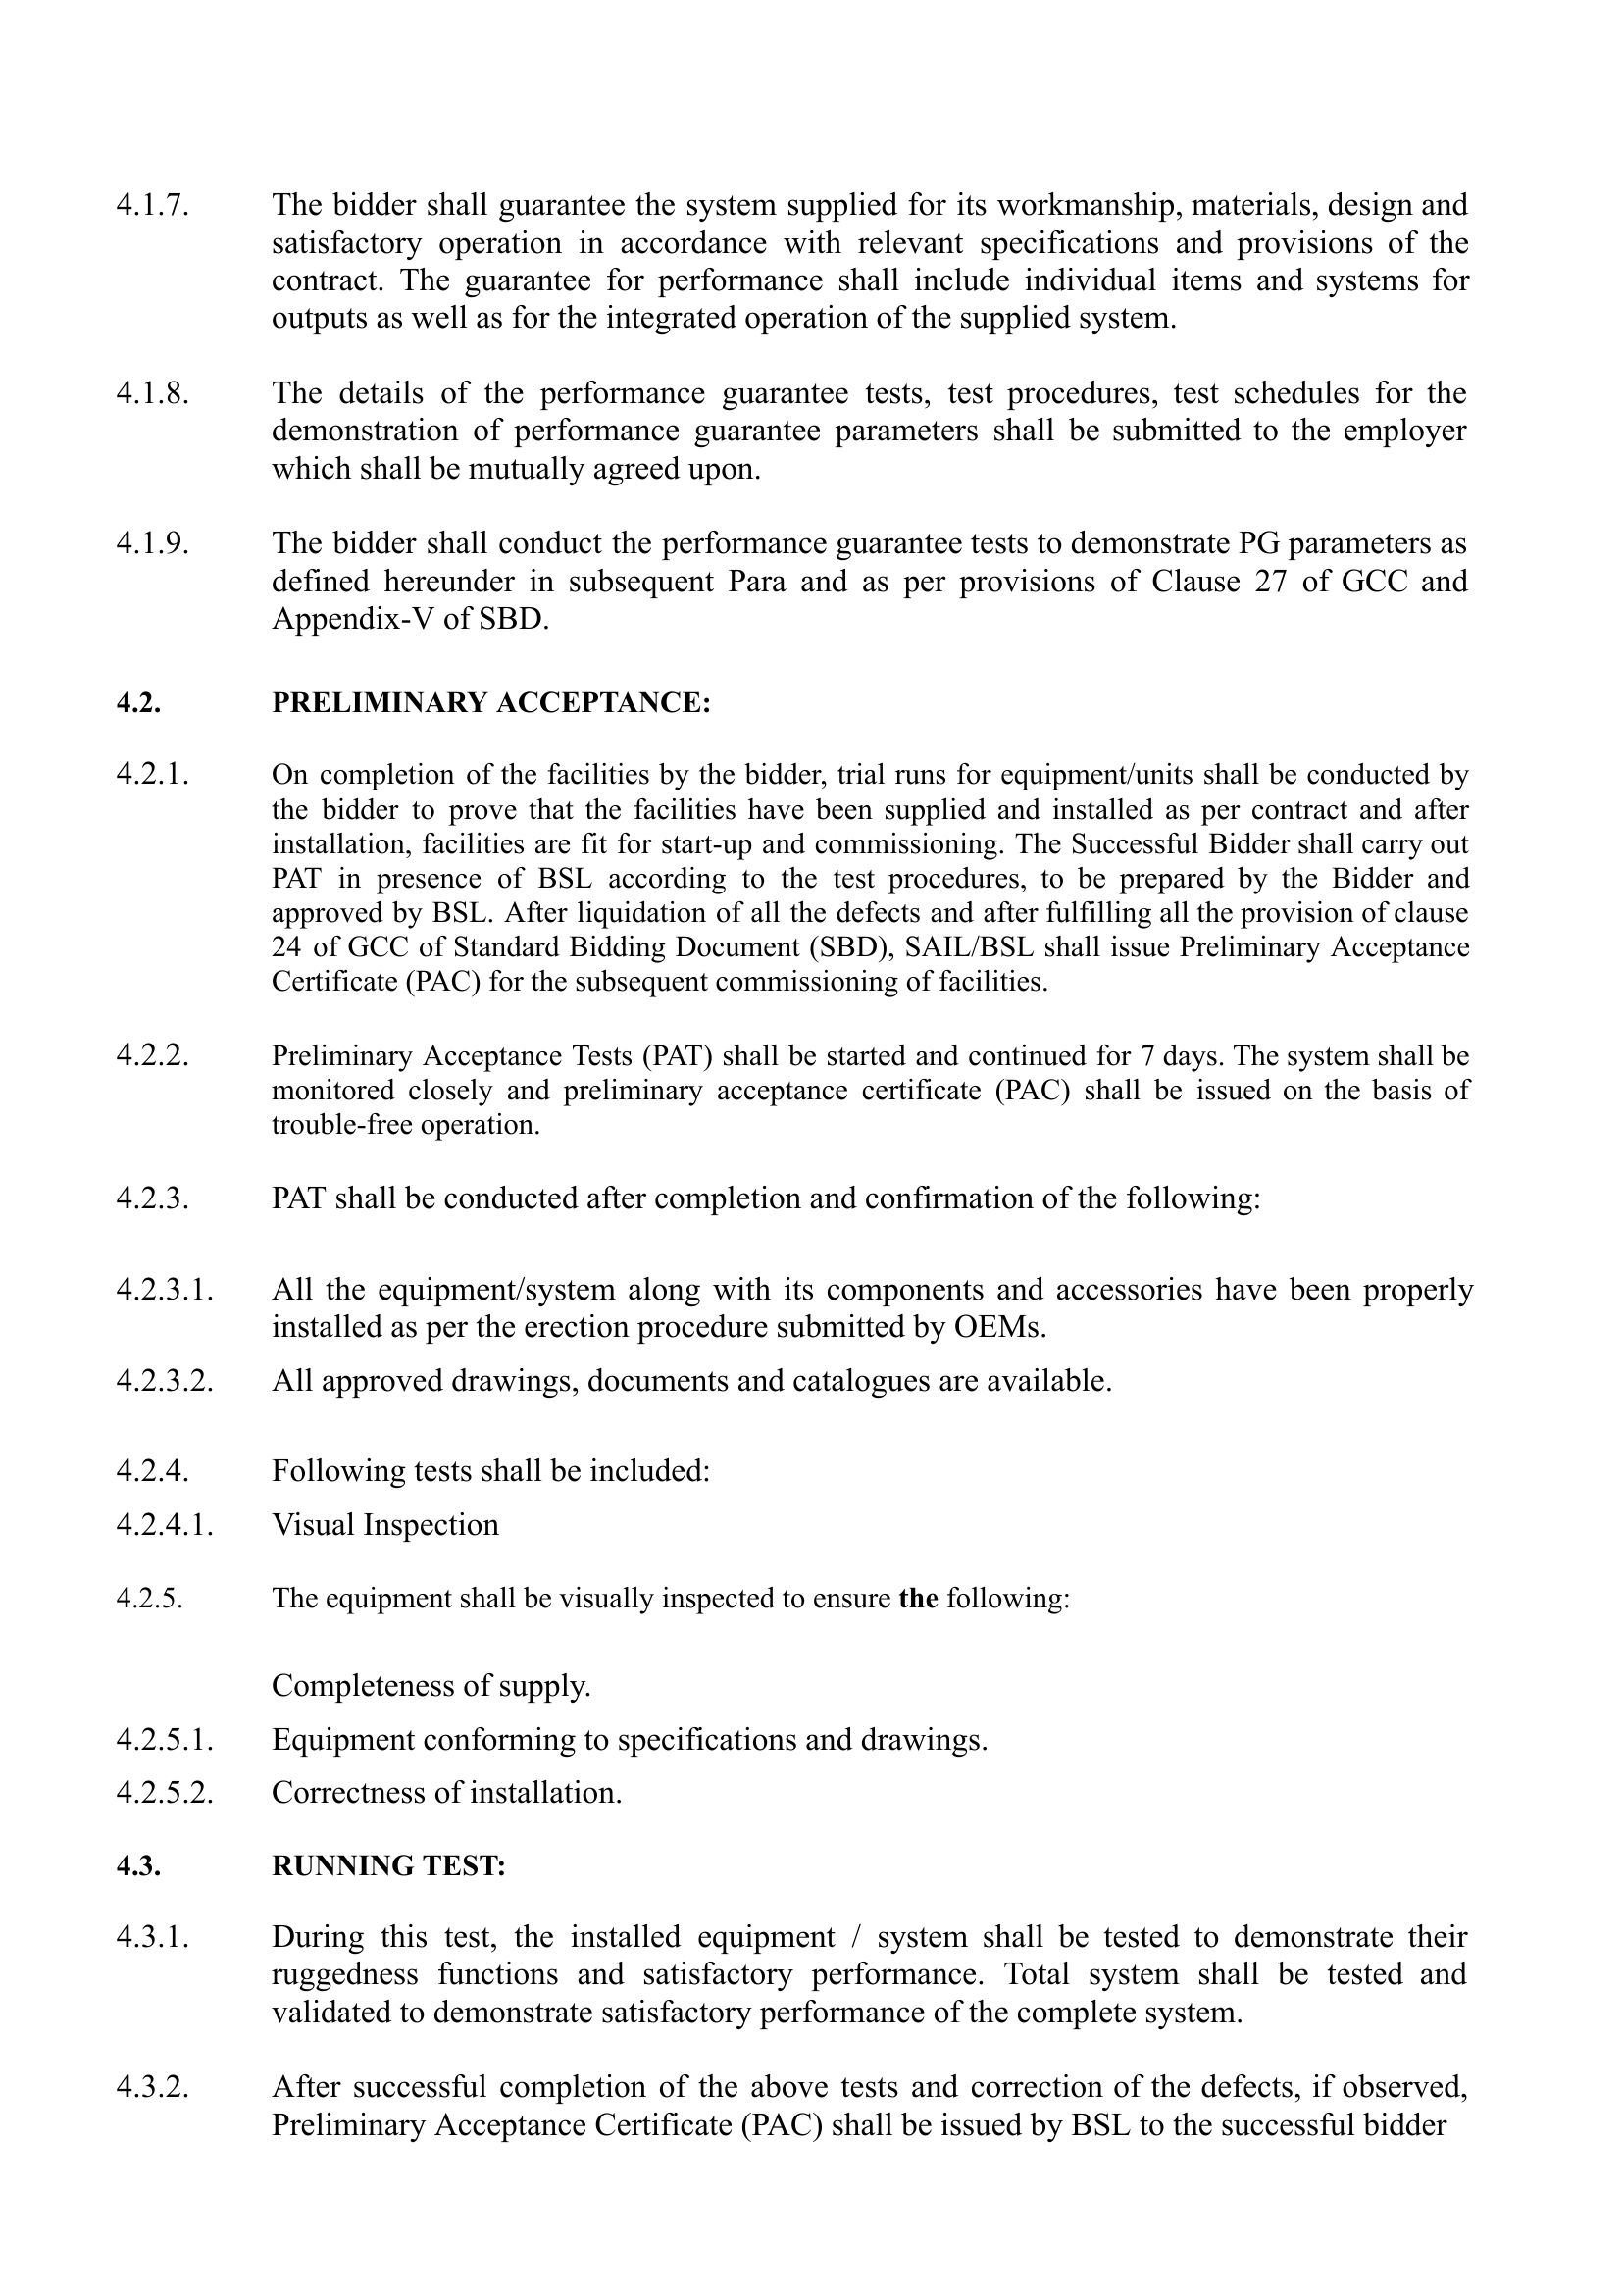 4.1.7. The bidder shall guarantee the system supplied for its workmanship, materials, design and
satisfactory operation in accordance with relevant specifications and provisions of the
contract. The guarantee for performance shall include individual items and systems for
outputs as well as for the integrated operation of the supplied system.
4.1.8. The details of the performance guarantee tests, test procedures, test schedules for the
demonstration of performance guarantee parameters shall be submitted to the employer
which shall be mutually agreed upon.
4.1.9. The bidder shall conduct the performance guarantee tests to demonstrate PG parameters as
defined hereunder in subsequent Para and as per provisions of Clause 27 of GCC and
Appendix-V of SBD.
4.2. PRELIMINARY ACCEPTANCE:
4.2.1. On completion of the facilities by the bidder, trial runs for equipment/units shall be conducted by
the bidder to prove that the facilities have been supplied and installed as per contract and after
installation, facilities are fit for start-up and commissioning. The Successful Bidder shall carry out
PAT in presence of BSL according to the test procedures, to be prepared by the Bidder and
approved by BSL. After liquidation of all the defects and after fulfilling all the provision of clause
24 of GCC of Standard Bidding Document (SBD), SAIL/BSL shall issue Preliminary Acceptance
Certificate (PAC) for the subsequent commissioning of facilities.
4.2.2. Preliminary Acceptance Tests (PAT) shall be started and continued for 7 days. The system shall be
monitored closely and preliminary acceptance certificate (PAC) shall be issued on the basis of
trouble-free operation.
4.2.3. PAT shall be conducted after completion and confirmation of the following:
4.2.3.1. All the equipment/system along with its components and accessories have been properly
installed as per the erection procedure submitted by OEMs.
4.2.3.2. All approved drawings, documents and catalogues are available.
4.2.4. Following tests shall be included:
4.2.4.1. Visual Inspection
4.2.5. The equipment shall be visually inspected to ensure the following:
Completeness of supply.
4.2.5.1. Equipment conforming to specifications and drawings.
4.2.5.2. Correctness of installation.
4.3. RUNNING TEST:
4.3.1. During this test, the installed equipment / system shall be tested to demonstrate their
ruggedness functions and satisfactory performance. Total system shall be tested and
validated to demonstrate satisfactory performance of the complete system.
4.3.2. After successful completion of the above tests and correction of the defects, if observed,
Preliminary Acceptance Certificate (PAC) shall be issued by BSL to the successful bidder